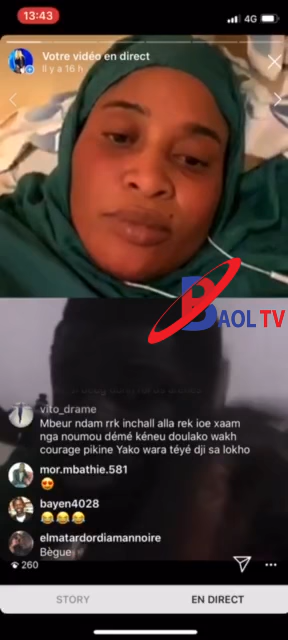 13:43
4G
Votre vidéo en direct
Il y a 16 h
BAOL TV
vito_drame
Mbeur ndam rrk inchall alla rek ioe xaam
nga noumou démé kéneu doulako wakh
courage pikine Yako wara téyé dji sa lokho
mor.mbathie.581
😍
bayen4028
😂😂😂
elmatardordiamannoire
Bègue
260
STORY
EN DIRECT